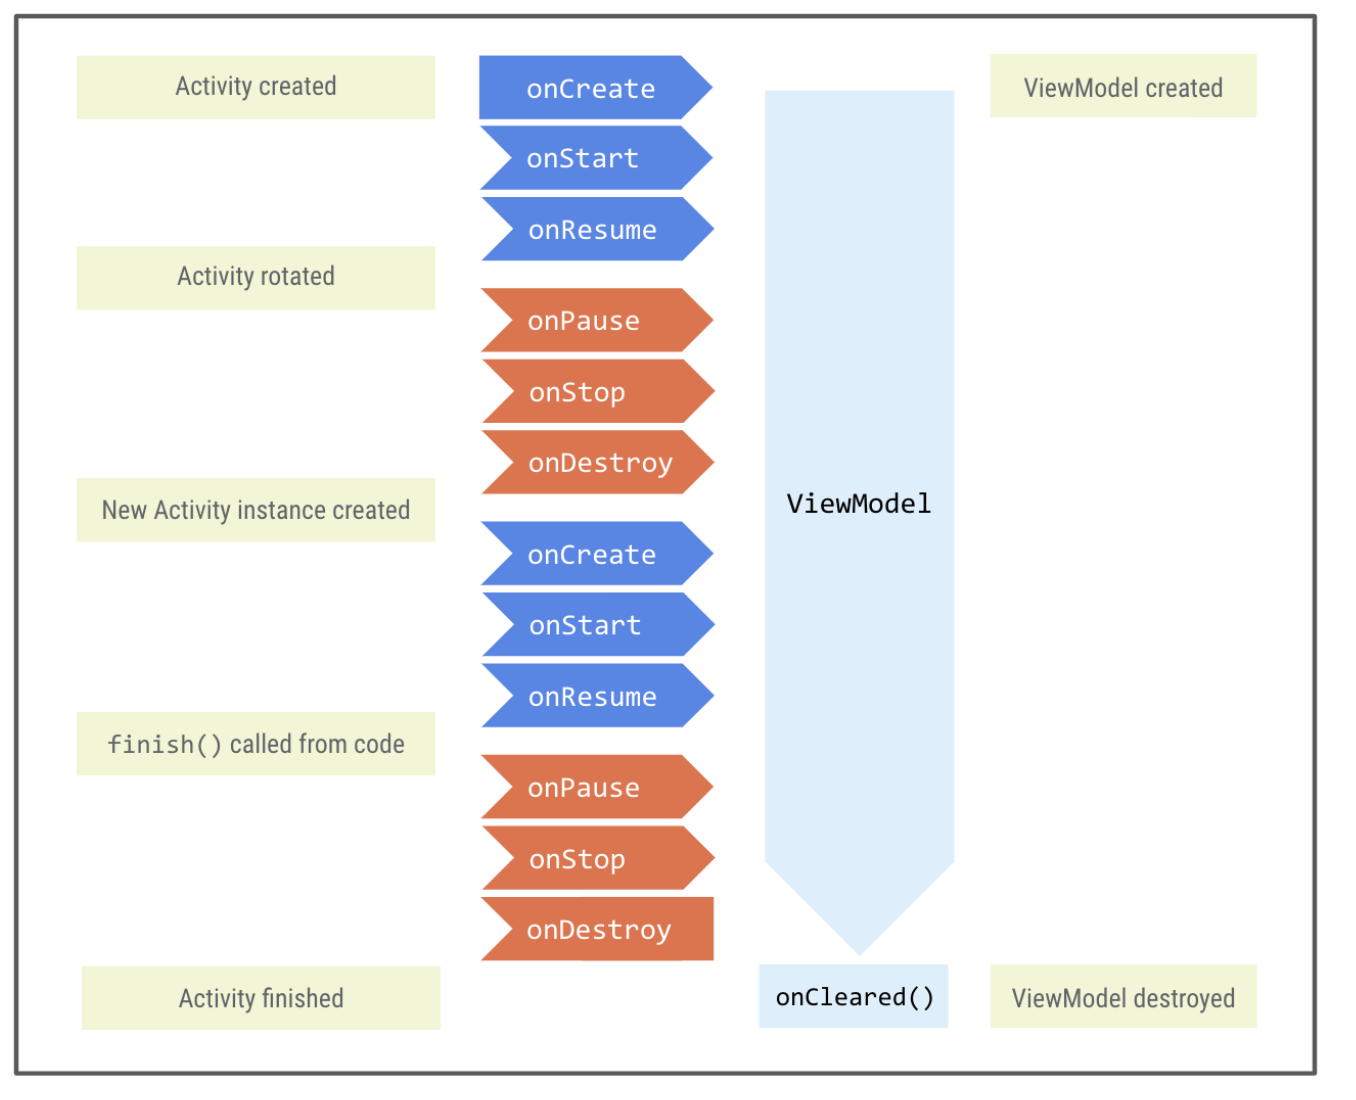 Activity created
onCreate
ViewModel created
onStart
onResume
Activity rotated
onPause
onStop
onDestroy
ViewModel
New Activity instance created
onCreate
onStart
onResume
finish() called from code
onPause
onStop
onDestroy
Activity finished
onCleared()
ViewModel destroyed